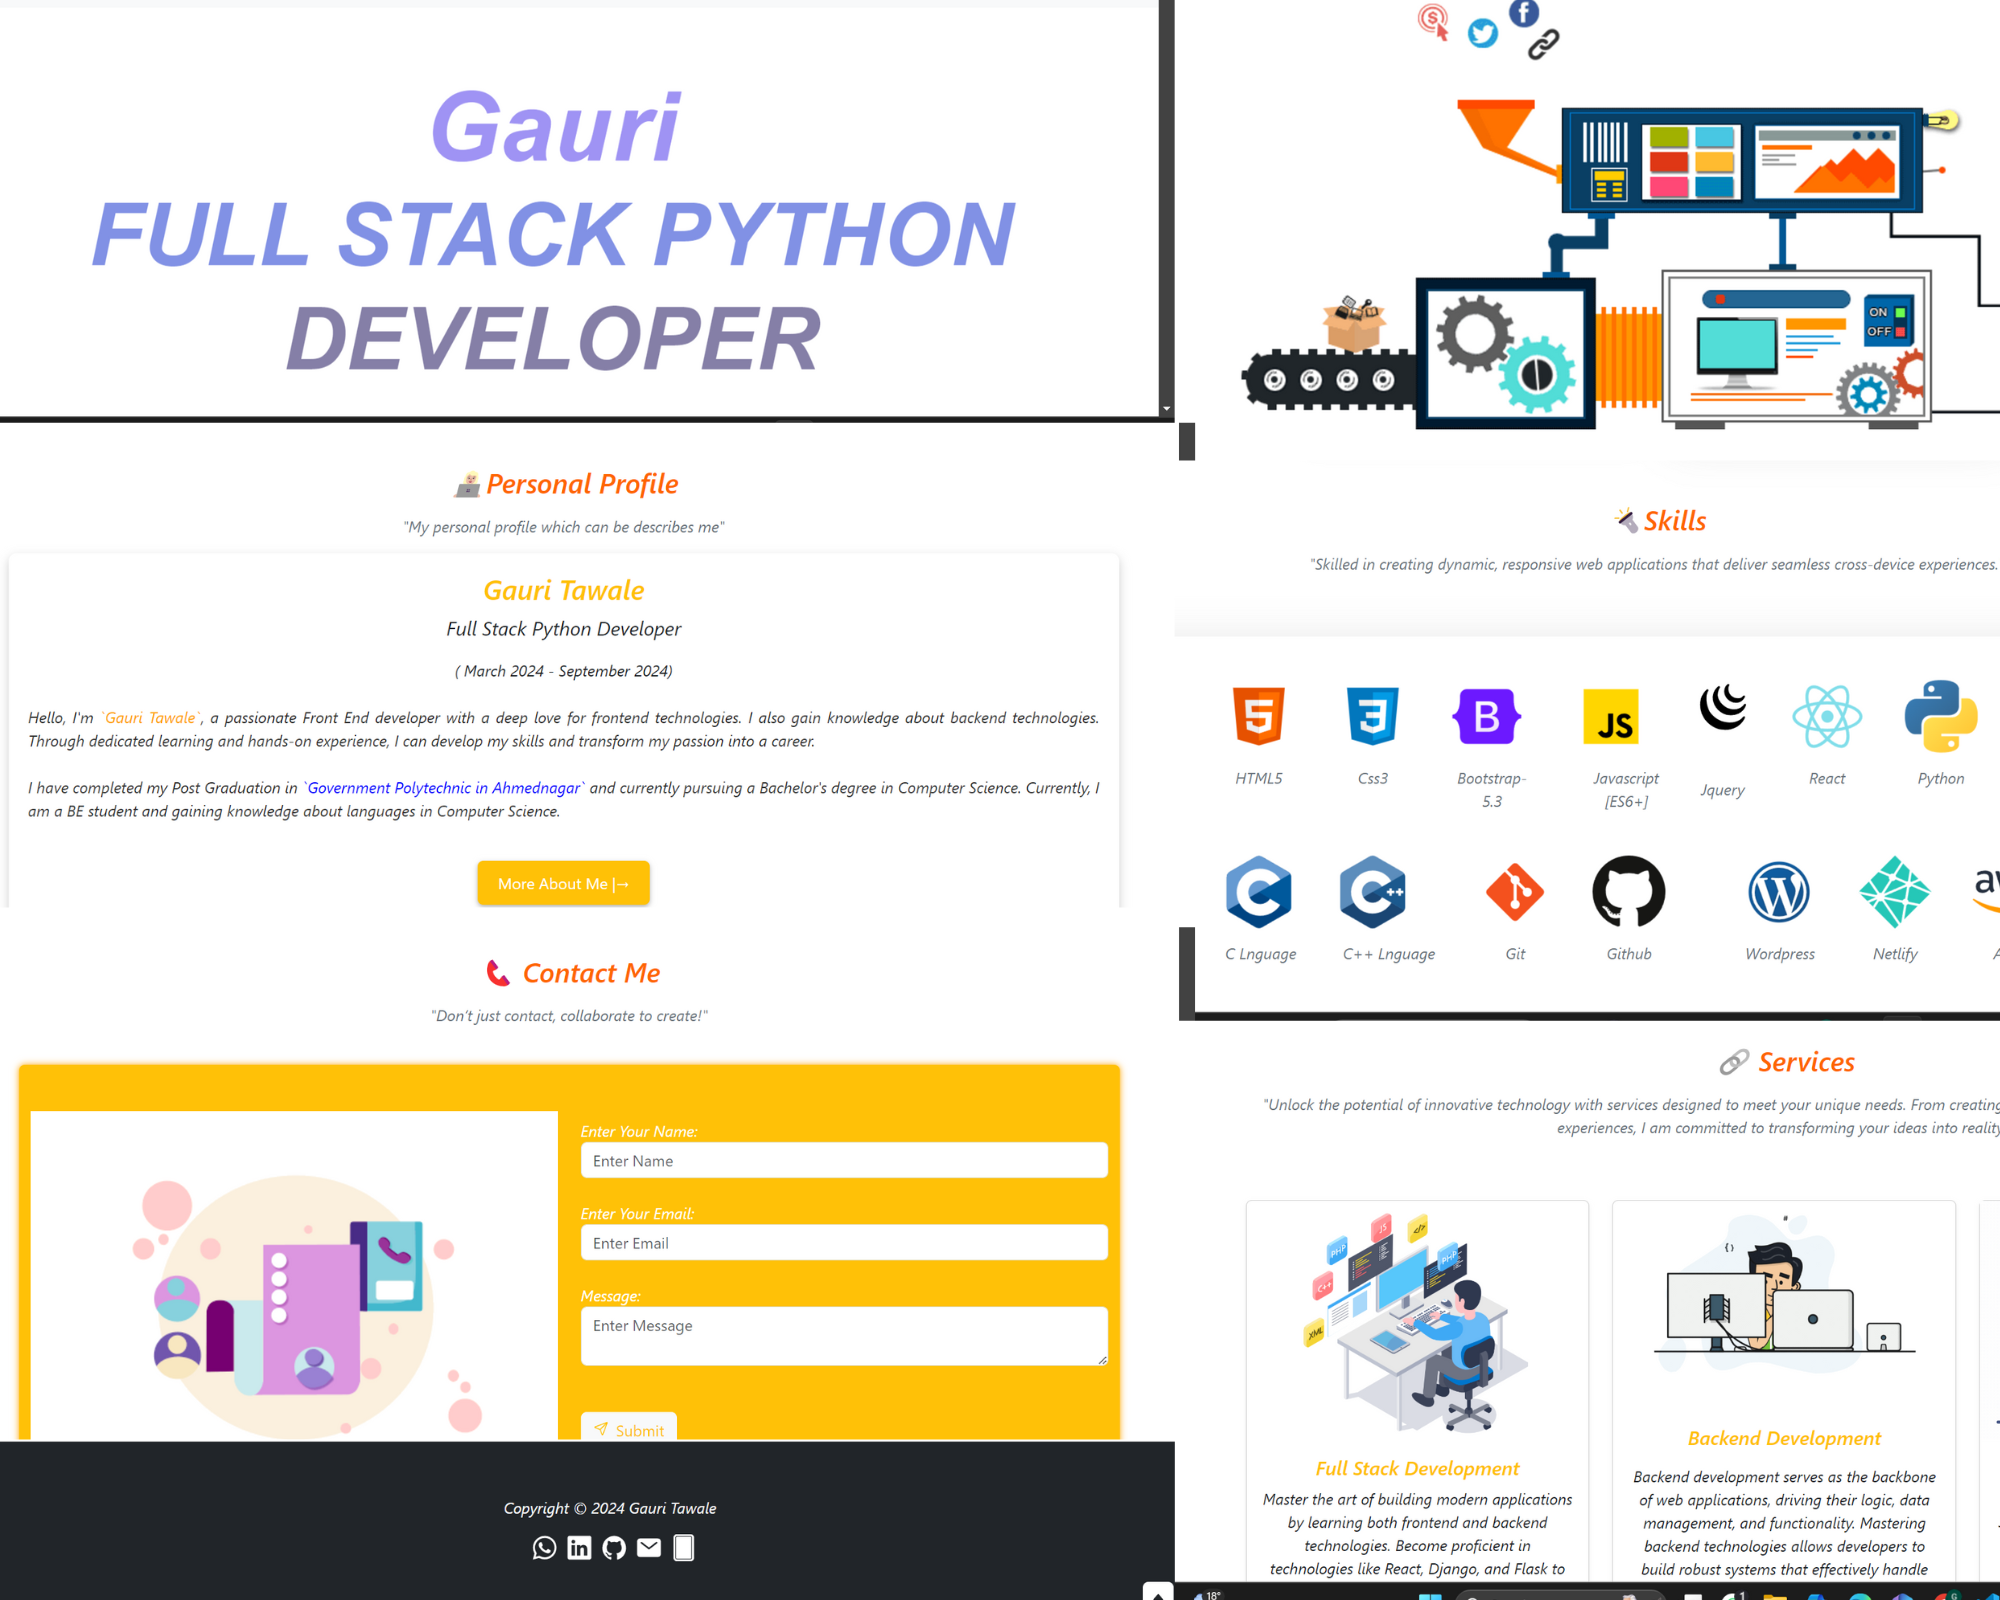 Gauri
FULL STACK PYTHON
DEVELOPER
Personal Profile
"My personal profile which can be describes me"
Gauri Tawale
Full Stack Python Developer
( March 2024 - September 2024)
Hello, I'm `Gauri Tawale`, a passionate Front End developer with a deep love for frontend technologies. I also gain knowledge about backend technologies.
Through dedicated learning and hands-on experience, I can develop my skills and transform my passion into a career.
I have completed my Post Graduation in `Government Polytechnic in Ahmednagar` and currently pursuing a Bachelor's degree in Computer Science. Currently, I
am a BE student and gaining knowledge about languages in Computer Science.
More About Me |→
Contact Me
"Don't just contact, collaborate to create!"
Enter Your Name:
Enter Name
Enter Your Email:
Enter Email
Message:
Enter Message
Submit
Copyright © 2024 Gauri Tawale
ON
OFF
Skills
"Skilled in creating dynamic, responsive web applications that deliver seamless cross-device experiences.
JS
HTML5
Css3
Bootstrap-
5.3
Javascript
[ES6+]
Jquery
React
Python
C Lnguage
C++ Lnguage
Git
Github
Wordpress
Netlify
Services
"Unlock the potential of innovative technology with services designed to meet your unique needs. From creating
experiences, I am committed to transforming your ideas into reality
JS
</>
PHP
PHP
C++
XML
{}
#
Full Stack Development
Master the art of building modern applications
by learning both frontend and backend
technologies. Become proficient in
technologies like React, Django, and Flask to
Backend Development
Backend development serves as the backbone
of web applications, driving their logic, data
management, and functionality. Mastering
backend technologies allows developers to
build robust systems that effectively handle
18°